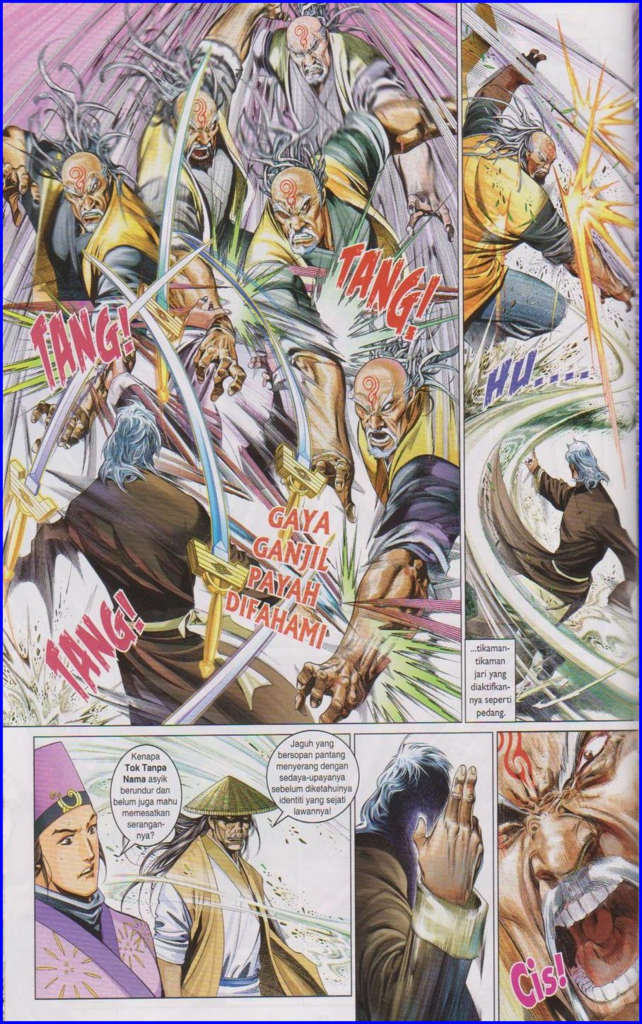 TANG!
TANG!
GAYA
GANJIL
PAYAH
DIFAHAMI
TANG!
HU....
...tikaman-
tikaman
jari yang
diaktifkan-
nya seperti
pedang.
Kenapa
Tok Tanpa
Nama asyik
berundur dan
belum juga mahu
memesatkan
serangan-
nya?
Jaguh yang
bersopan pantang
menyerang dengan
sedaya-upayanya
sebelum diketahuinya
identiti yang sejati
lawannya!
Cis!